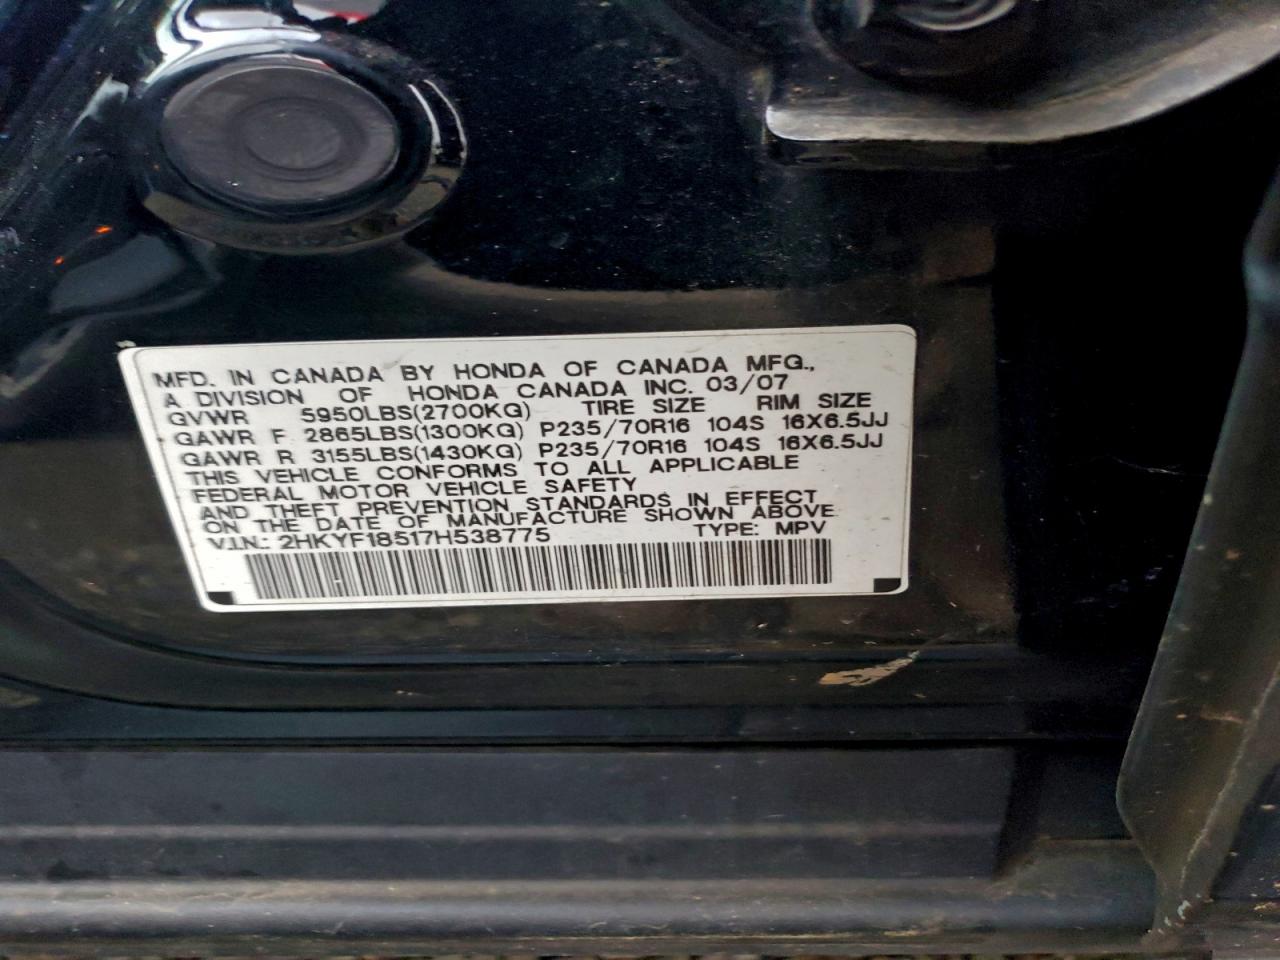 MFD. IN CANADA BY HONDA OF CANADA MFG.,
A DIVISION OF HONDA CANADA INC. 03/07
GVWR 5950LBS(2700KG) TIRE SIZE RIM SIZE
GAWR F 2865LBS(1300KG) P235/70R16 104S 16X6.5JJ
GAWR R 3155LBS(1430KG) P235/70R16 104S 16X6.5JJ
THIS VEHICLE CONFORMS TO ALL APPLICABLE
FEDERAL MOTOR VEHICLE SAFETY
AND THEFT PREVENTION STANDARDS IN EFFECT
ON THE DATE OF MANUFACTURE SHOWN ABOVE.
V.I.N.: 2HKYF18517H538775 TYPE: MPV